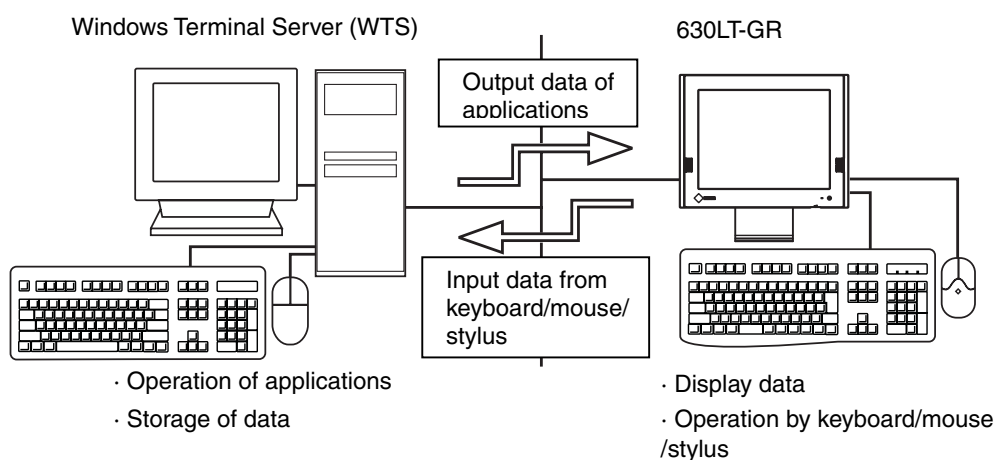 Windows Terminal Server (WTS)
630LT-GR
Output data of
applications
Input data from
keyboard/mouse/
stylus
· Operation of applications
· Storage of data
· Display data
· Operation by keyboard/mouse
/stylus